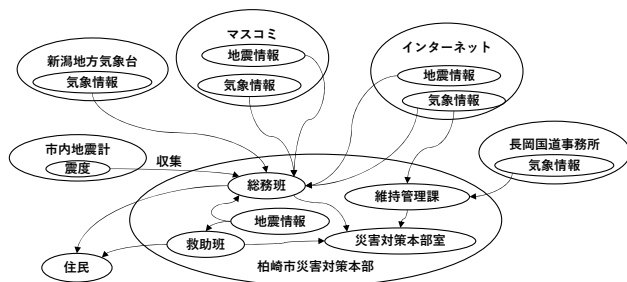 マスコミ
地震情報
気象情報
新潟地方気象台
気象情報
インターネット
地震情報
気象情報
市内地震計
震度
収集
長岡国道事務所
気象情報
総務班
維持管理課
地震情報
救助班
災害対策本部室
住民
柏崎市災害対策本部